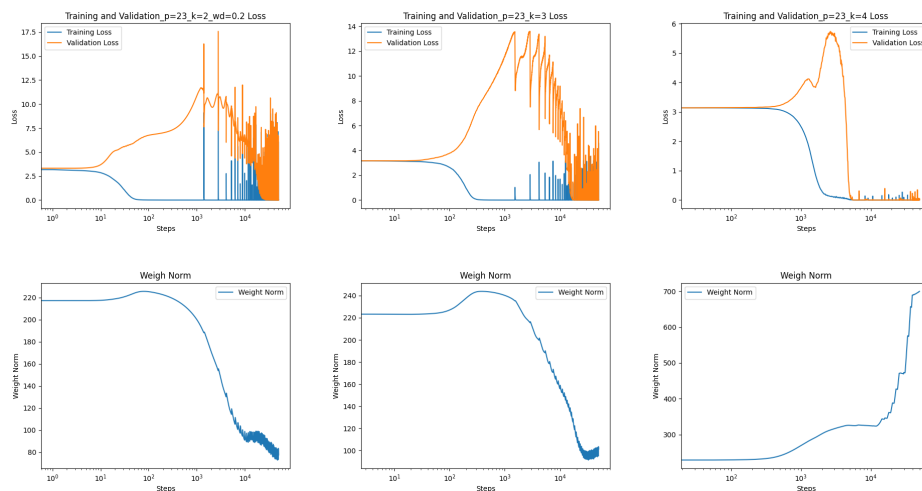 Training and Validation_p=23_k=2_wd=0.2 Loss
Training Loss
Validation Loss
17.5
15.0
12.5
10.0
7.5
5.0
2.5
0.0
Loss
10^0
10^1
10^2
10^3
10^4
Steps
Training and Validation_p=23_k=3 Loss
Training Loss
Validation Loss
14
12
10
8
6
4
2
0
Loss
10^1
10^2
10^3
10^4
Steps
Training and Validation_p=23_k=4 Loss
Training Loss
Validation Loss
6
5
4
3
2
1
0
Loss
10^2
10^3
10^4
Steps
Weigh Norm
Weight Norm
220
200
180
160
140
120
100
80
Weight Norm
10^0
10^1
10^2
10^3
10^4
Steps
Weigh Norm
Weight Norm
240
220
200
180
160
140
120
100
Weight Norm
10^1
10^2
10^3
10^4
Steps
Weigh Norm
Weight Norm
700
600
500
400
300
Weight Norm
10^2
10^3
10^4
Steps